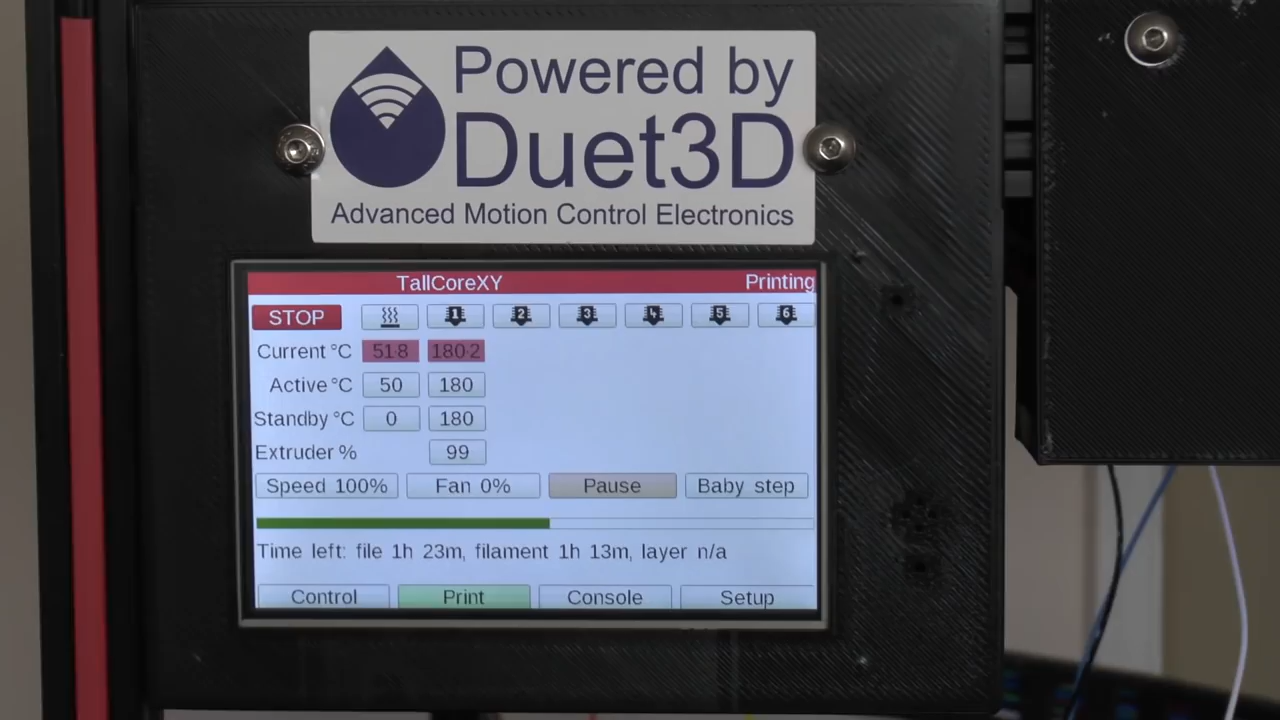 Powered by
Duet3D
Advanced Motion Control Electronics
TallCoreXY Printing
STOP 1 2 3 4 5 6
Current °C 51.8 180.2
Active °C 50 180
Standby °C 0 180
Extruder % 99
Speed 100% Fan 0% Pause Baby step
Time left: file 1h 23m, filament 1h 13m, layer n/a
Control Print Console Setup